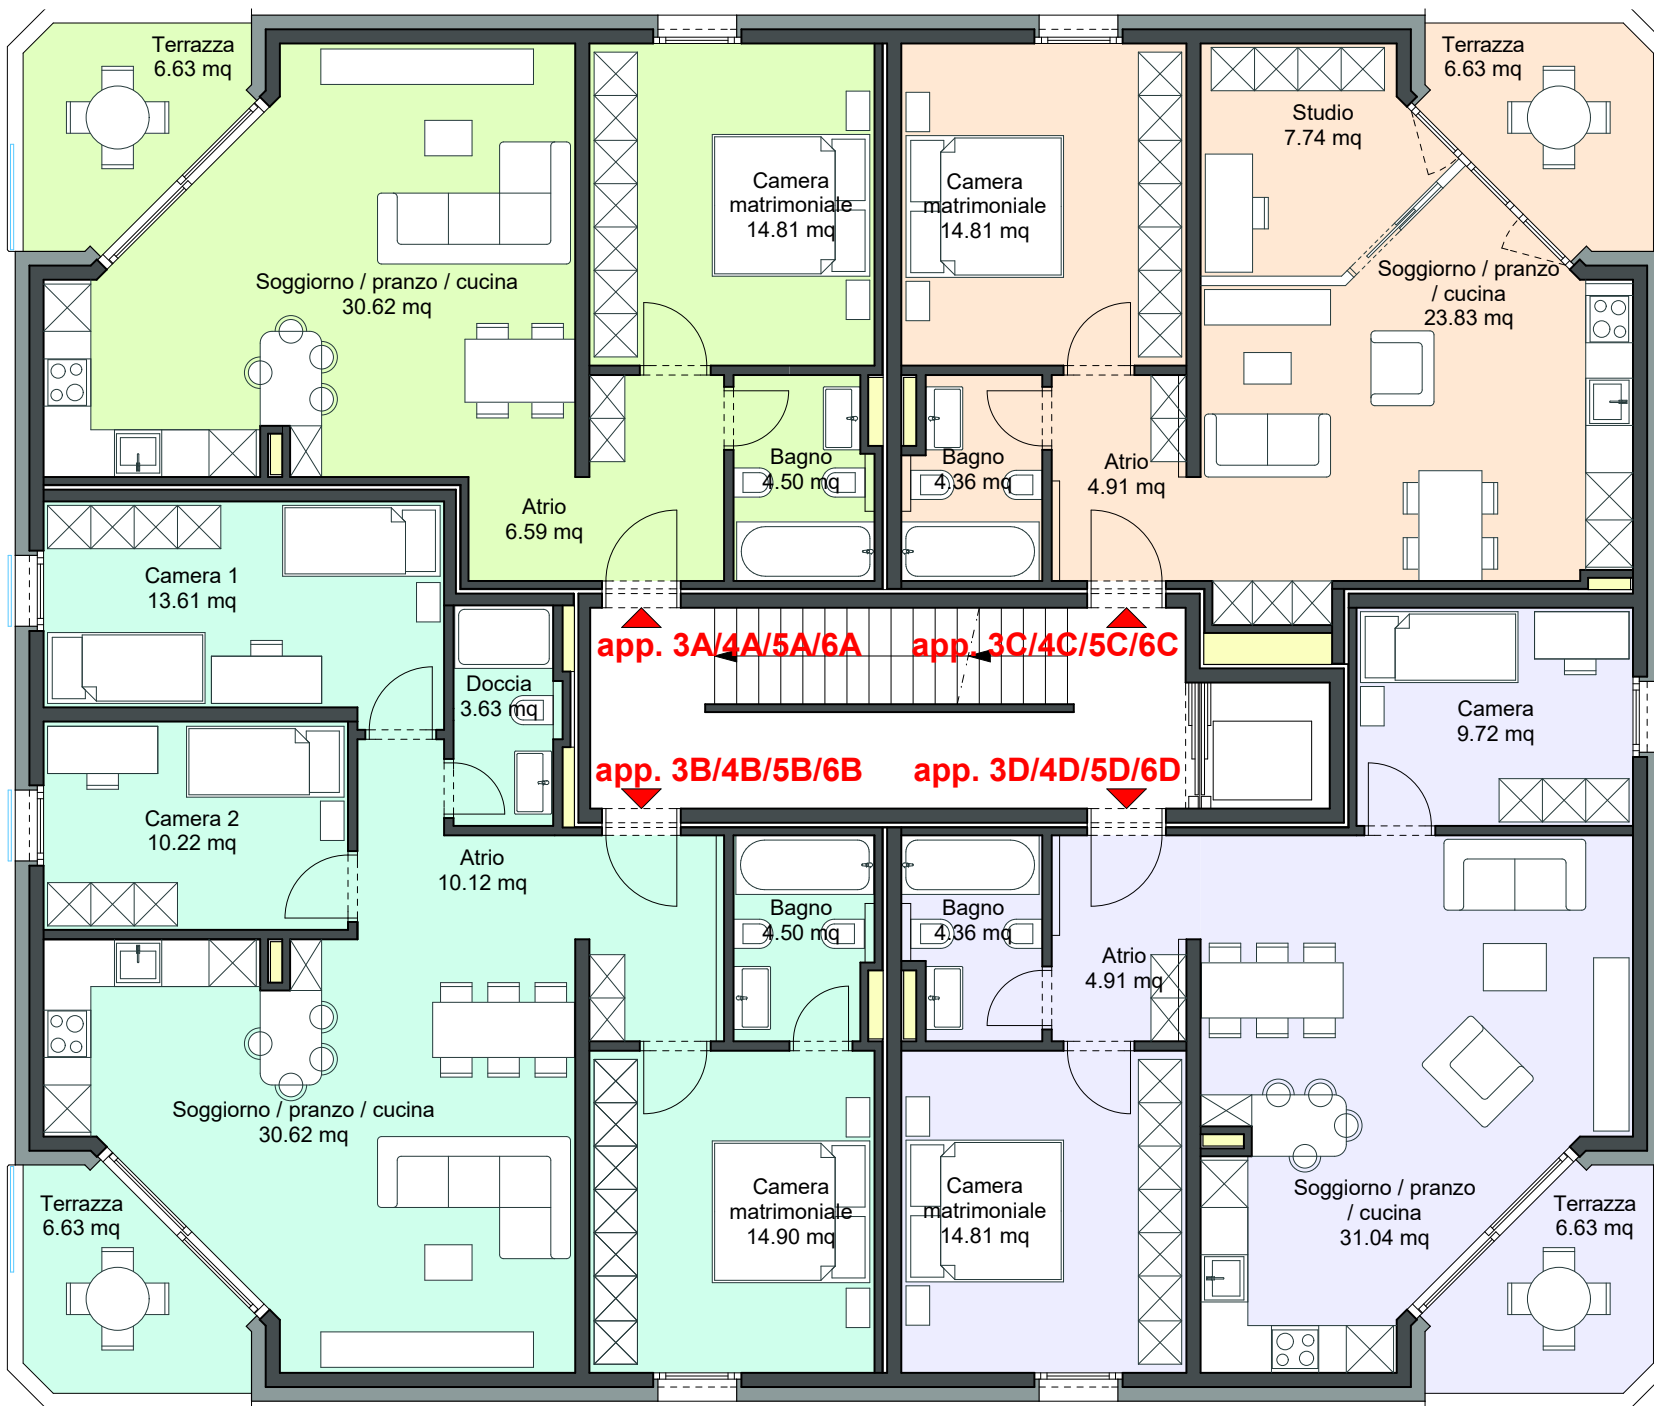 Terrazza
6.63 mq
Soggiorno / pranzo / cucina
30.62 mq
Camera
matrimoniale
14.81 mq
Bagno
4.50 mq
Atrio
6.59 mq
Camera
matrimoniale
14.81 mq
Studio
7.74 mq
Terrazza
6.63 mq
Soggiorno / pranzo
/ cucina
23.83 mq
Bagno
4.36 mq
Atrio
4.91 mq
app. 3A/4A/5A/6A
app. 3C/4C/5C/6C
app. 3B/4B/5B/6B
app. 3D/4D/5D/6D
Camera 1
13.61 mq
Doccia
3.63 mq
Camera 2
10.22 mq
Atrio
10.12 mq
Bagno
4.50 mq
Soggiorno / pranzo / cucina
30.62 mq
Terrazza
6.63 mq
Camera
matrimoniale
14.90 mq
Camera
9.72 mq
Bagno
4.36 mq
Atrio
4.91 mq
Camera
matrimoniale
14.81 mq
Soggiorno / pranzo
/ cucina
31.04 mq
Terrazza
6.63 mq